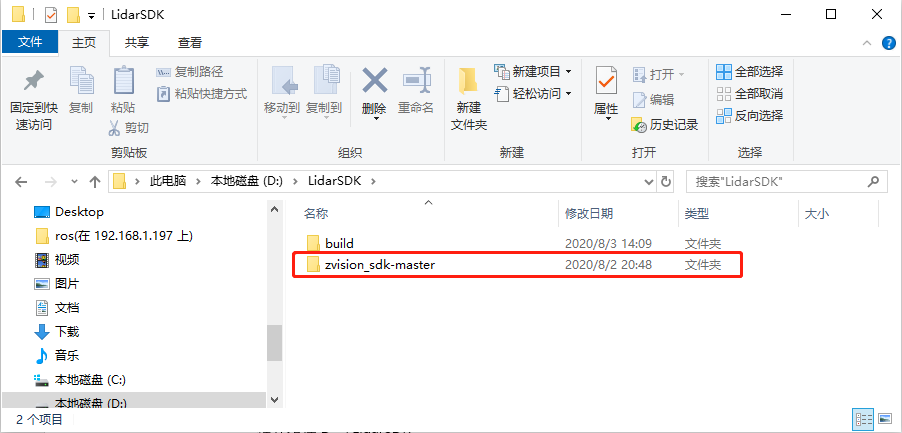 LidarSDK
文件 主页 共享 查看
固定到快速访问 复制 粘贴 复制路径 粘贴快捷方式 剪切 移动到 复制到 删除 重命名 新建文件夹 新建项目 轻松访问 属性 打开 编辑 历史记录 全部选择 全部取消 反向选择
剪贴板 组织 新建 打开 选择
此电脑 本地磁盘 (D:) LidarSDK 搜索"LidarSDK"
名称 修改日期 类型 大小
Desktop
ros(在 192.168.1.197 上)
视频
图片
文档
下载
音乐
本地磁盘 (C:)
本地磁盘 (D:)
build 2020/8/3 14:09 文件夹
zvision_sdk-master 2020/8/2 20:48 文件夹
2 个项目